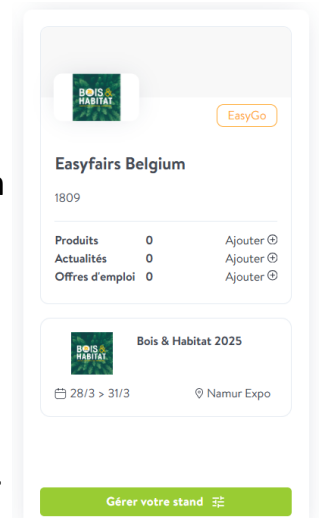 BOIS &
HABITAT
EasyGo
Easyfairs Belgium
1809
Produits 0 Ajouter
Actualités 0 Ajouter
Offres d'emploi 0 Ajouter
BOIS &
HABITAT
Bois & Habitat 2025
28/3 > 31/3 Namur Expo
Gérer votre stand